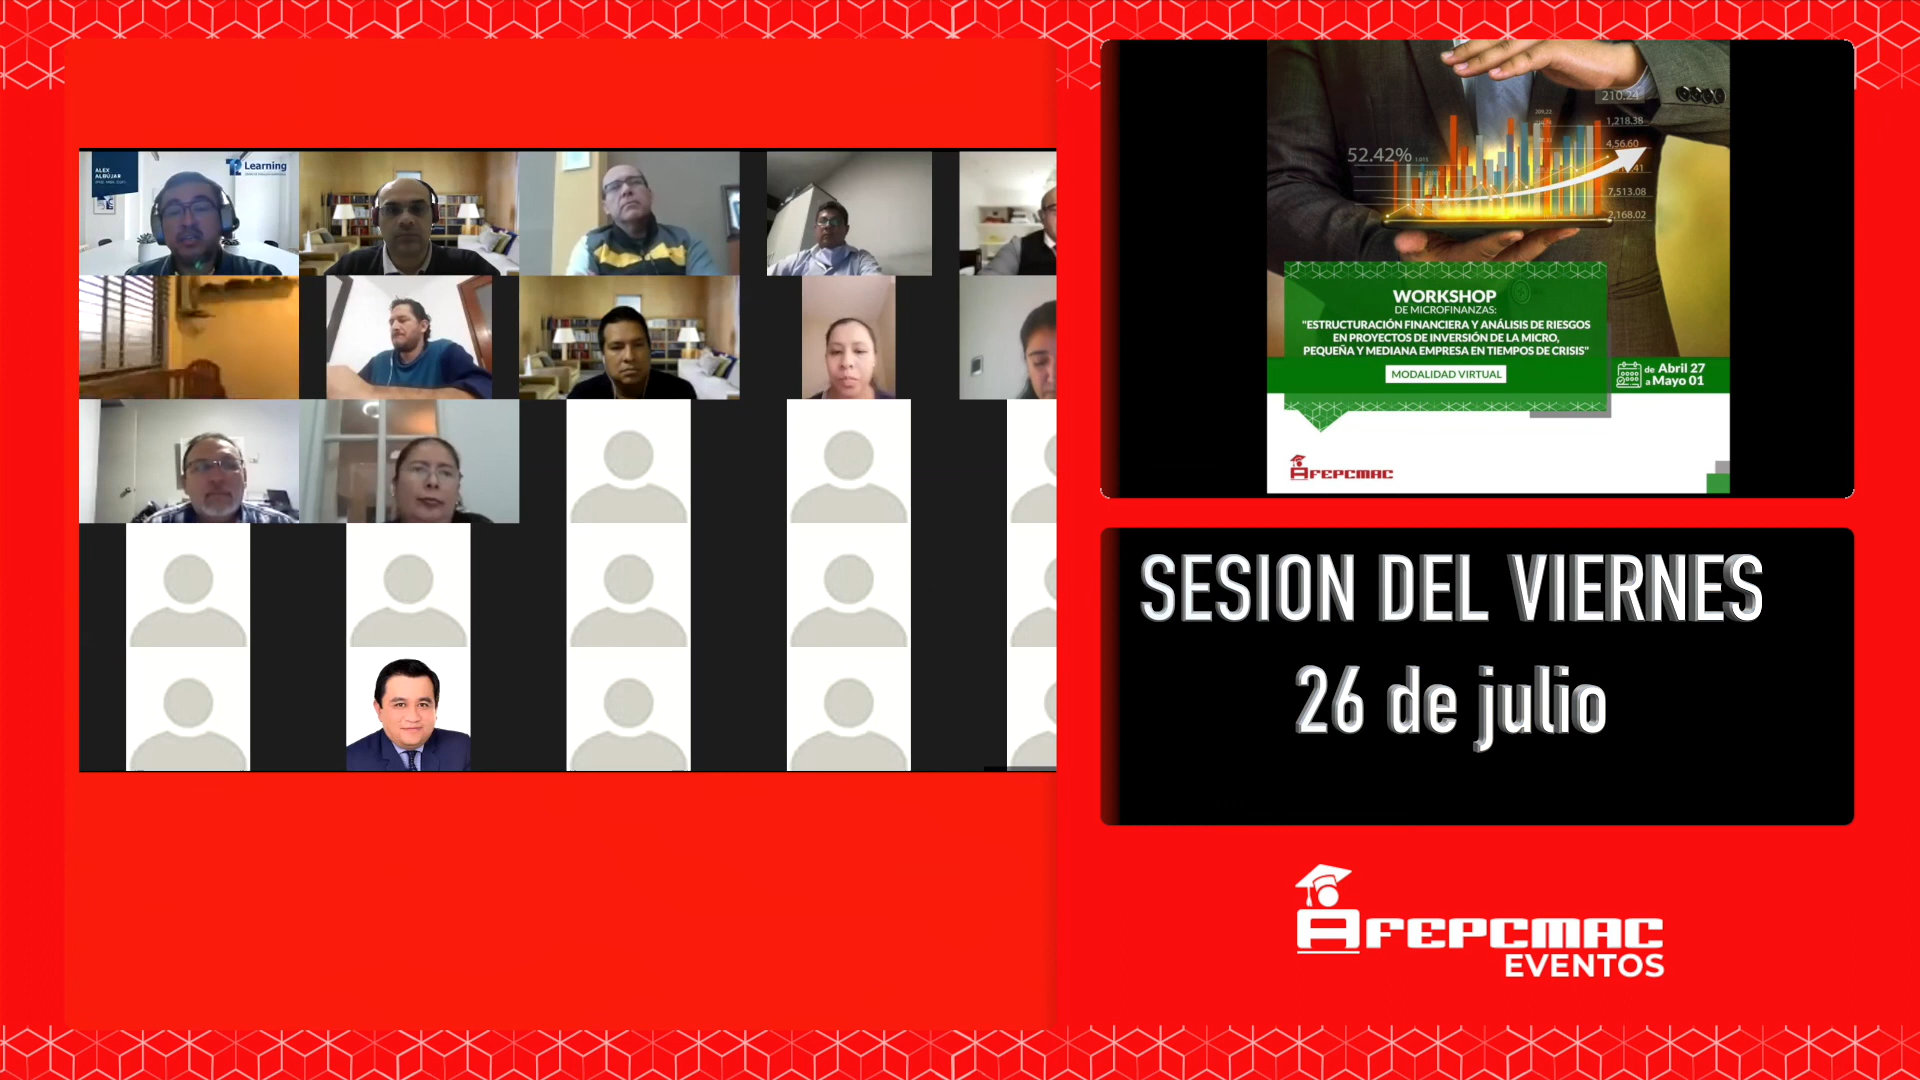 ALEX
ALBÚJAR
Learning
52.42%
210.24
1,218.38
4,56.60
7,513.08
2,168.02
WORKSHOP
DE MICROFINANZAS:
"ESTRUCTURACIÓN FINANCIERA Y ANÁLISIS DE RIESGOS
EN PROYECTOS DE INVERSIÓN DE LA MICRO,
PEQUEÑA Y MEDIANA EMPRESA EN TIEMPOS DE CRISIS"
MODALIDAD VIRTUAL
de Abril 27
a Mayo 01
AFEPCMAC
SESION DEL VIERNES
26 de julio
AFEPCMAC
EVENTOS